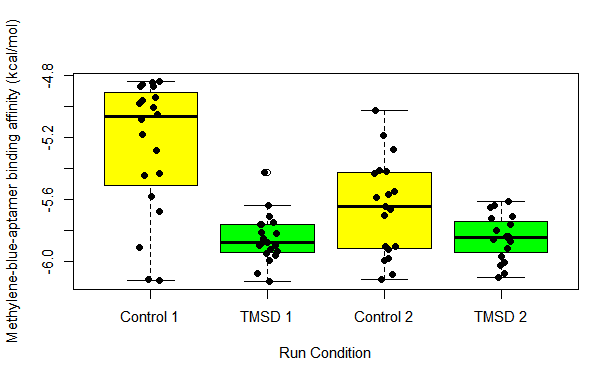 Methylene-blue-aptamer binding affinity (kcal/mol)
-4.8
-5.2
-5.6
-6.0
Control 1
TMSD 1
Control 2
TMSD 2
Run Condition